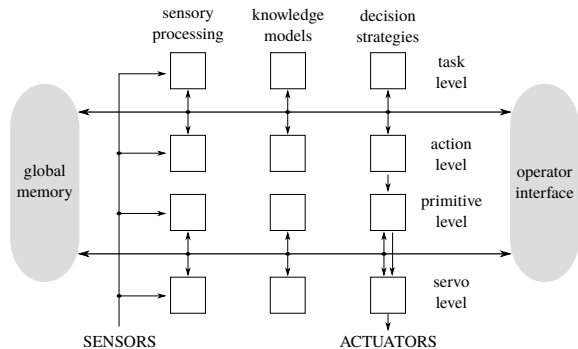 sensory
processing
knowledge
models
decision
strategies
task
level
global
memory
action
level
operator
interface
primitive
level
servo
level
SENSORS
ACTUATORS